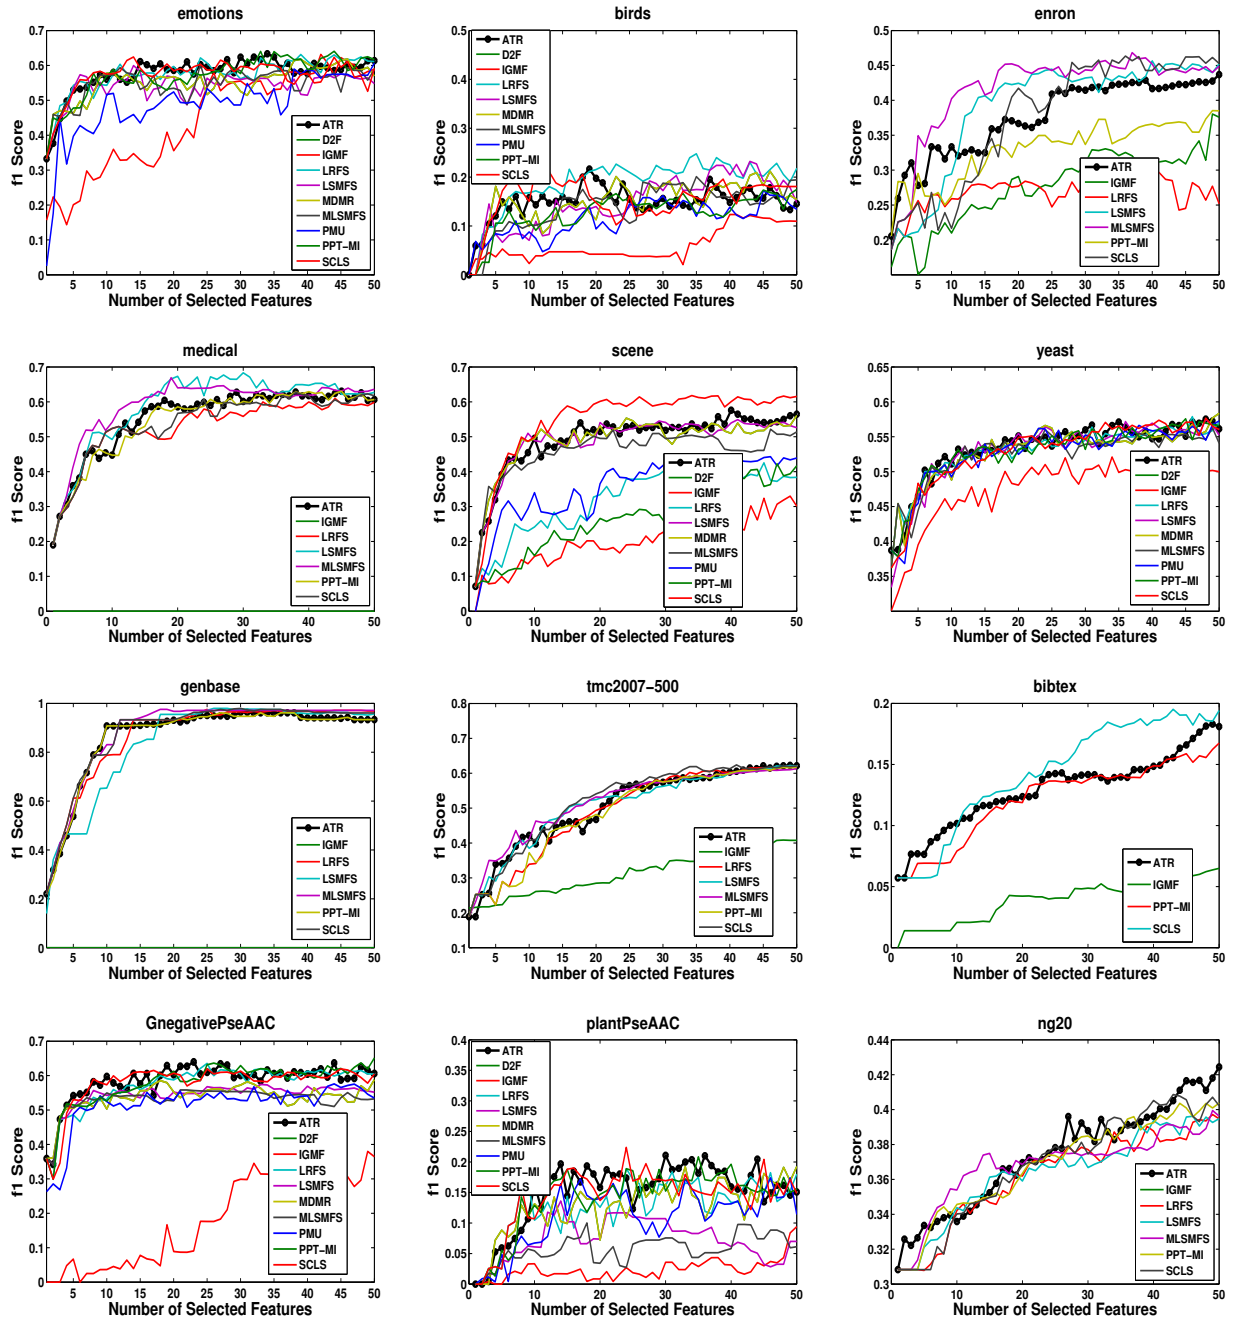 emotions
f1 Score
0.7
0.6
0.5
0.4
0.3
0.2
0.1
0
5 10 15 20 25 30 35 40 45 50
Number of Selected Features
ATR
D2F
IGMF
LRFS
LSMFS
MDMR
MLSMFS
PMU
PPT-MI
SCLS
birds
f1 Score
0.5
0.4
0.3
0.2
0.1
0
5 10 15 20 25 30 35 40 45 50
Number of Selected Features
ATR
D2F
IGMF
LRFS
LSMFS
MDMR
MLSMFS
PMU
PPT-MI
SCLS
enron
f1 Score
0.5
0.45
0.4
0.35
0.3
0.25
0.2
5 10 15 20 25 30 35 40 45 50
Number of Selected Features
ATR
IGMF
LRFS
LSMFS
MLSMFS
PPT-MI
SCLS
medical
f1 Score
0.7
0.6
0.5
0.4
0.3
0.2
0.1
0
0 10 20 30 40 50
Number of Selected Features
ATR
IGMF
LRFS
LSMFS
MLSMFS
PPT-MI
SCLS
scene
f1 Score
0.7
0.6
0.5
0.4
0.3
0.2
0.1
0
0 10 20 30 40 50
Number of Selected Features
ATR
D2F
IGMF
LRFS
LSMFS
MDMR
MLSMFS
PMU
PPT-MI
SCLS
yeast
f1 Score
0.65
0.6
0.55
0.5
0.45
0.4
0.35
5 10 15 20 25 30 35 40 45 50
Number of Selected Features
ATR
D2F
IGMF
LRFS
LSMFS
MDMR
MLSMFS
PMU
PPT-MI
SCLS
genbase
f1 Score
1
0.8
0.6
0.4
0.2
0
5 10 15 20 25 30 35 40 45 50
Number of Selected Features
ATR
IGMF
LRFS
LSMFS
MLSMFS
PPT-MI
SCLS
tmc2007-500
f1 Score
0.8
0.7
0.6
0.5
0.4
0.3
0.2
0.1
5 10 15 20 25 30 35 40 45 50
Number of Selected Features
ATR
IGMF
LRFS
LSMFS
MLSMFS
PPT-MI
SCLS
bibtex
f1 Score
0.2
0.15
0.1
0.05
0
0 10 20 30 40 50
Number of Selected Features
ATR
IGMF
PPT-MI
SCLS
GnegativePseAAC
f1 Score
0.7
0.6
0.5
0.4
0.3
0.2
0.1
0
5 10 15 20 25 30 35 40 45 50
Number of Selected Features
ATR
D2F
IGMF
LRFS
LSMFS
MDMR
MLSMFS
PMU
PPT-MI
SCLS
plantPseAAC
f1 Score
0.4
0.35
0.3
0.25
0.2
0.15
0.1
0.05
0
5 10 15 20 25 30 35 40 45 50
Number of Selected Features
ATR
D2F
IGMF
LRFS
LSMFS
MDMR
MLSMFS
PMU
PPT-MI
SCLS
ng20
f1 Score
0.44
0.42
0.4
0.38
0.36
0.34
0.32
0.3
0 10 20 30 40 50
Number of Selected Features
ATR
IGMF
LRFS
LSMFS
MLSMFS
PPT-MI
SCLS